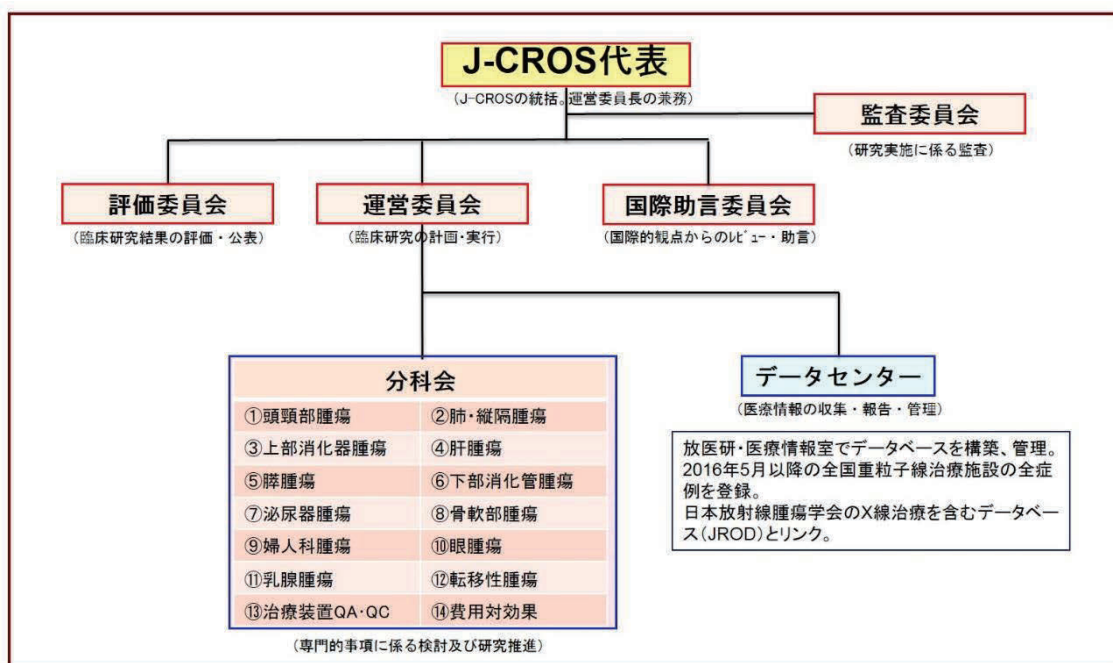 J-CROS代表
(J-CROSの統括。運営委員長の兼務)
監査委員会
(研究実施に係る監査)
評価委員会
(臨床研究結果の評価・公表)
運営委員会
(臨床研究の計画・実行)
国際助言委員会
(国際的観点からのﾚﾋﾞｭｰ・助言)
分科会
①頭頸部腫瘍 ②肺・縦隔腫瘍
③上部消化器腫瘍 ④肝腫瘍
⑤膵腫瘍 ⑥下部消化管腫瘍
⑦泌尿器腫瘍 ⑧骨軟部腫瘍
⑨婦人科腫瘍 ⑩眼腫瘍
⑪乳腺腫瘍 ⑫転移性腫瘍
⑬治療装置QA・QC ⑭費用対効果
(専門的事項に係る検討及び研究推進)
データセンター
(医療情報の収集・報告・管理)
放医研・医療情報室でデータベースを構築、管理。
2016年5月以降の全国重粒子線治療施設の全症
例を登録。
日本放射線腫瘍学会のX線治療を含むデータベー
ス(JROD)とリンク。